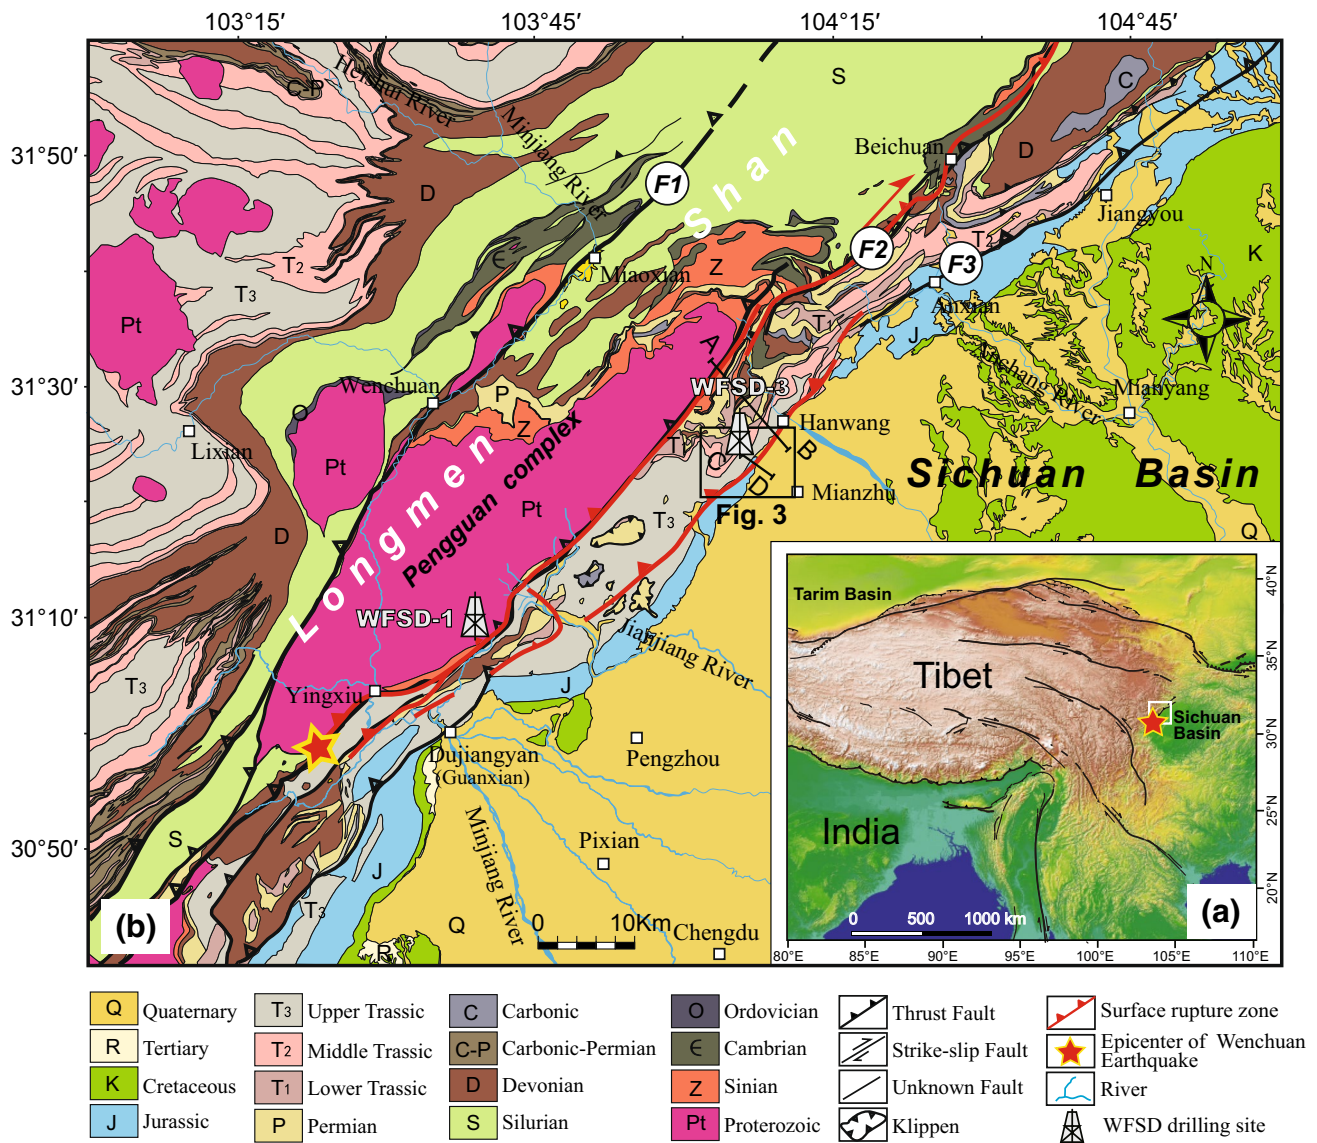 103°15′ 103°45′ 104°15′ 104°45′
31°50′
31°30′
31°10′
30°50′
C-P
Heishui River
Minjiang River
S
C
Beichuan
D
D
F1
Shan
Jiangyou
T2
F2
F3
K
N
Є
Miaoxian
Z
T2
T3
Anxian
Pt
T1
J
A
Anchang River
Wenchuan
WFSD-3
Mianyang
P
O
Z
Hanwang
Lixian
Pt
T
B
C
Sichuan Basin
Longmen
Pengguan complex
D
Mianzhu
Pt
T3
Fig. 3
Q
D
WFSD-1
Jianjiang River
T3
Yingxiu
J
Dujiangyan
(Guanxian)
Pengzhou
S
Minjiang River
Pixian
J
T3
Q
0 10Km
Chengdu
R
(b)
Tarim Basin
40°N
35°N
Tibet
Sichuan
Basin
30°N
25°N
India
20°N
0 500 1000 km
(a)
80°E 85°E 90°E 95°E 100°E 105°E 110°E
Q Quaternary
R Tertiary
K Cretaceous
J Jurassic
T3 Upper Trassic
T2 Middle Trassic
T1 Lower Trassic
P Permian
C Carbonic
C-P Carbonic-Permian
D Devonian
S Silurian
O Ordovician
Є Cambrian
Z Sinian
Pt Proterozoic
Thrust Fault
Strike-slip Fault
Unknown Fault
Klippen
Surface rupture zone
Epicenter of Wenchuan
Earthquake
River
WFSD drilling site